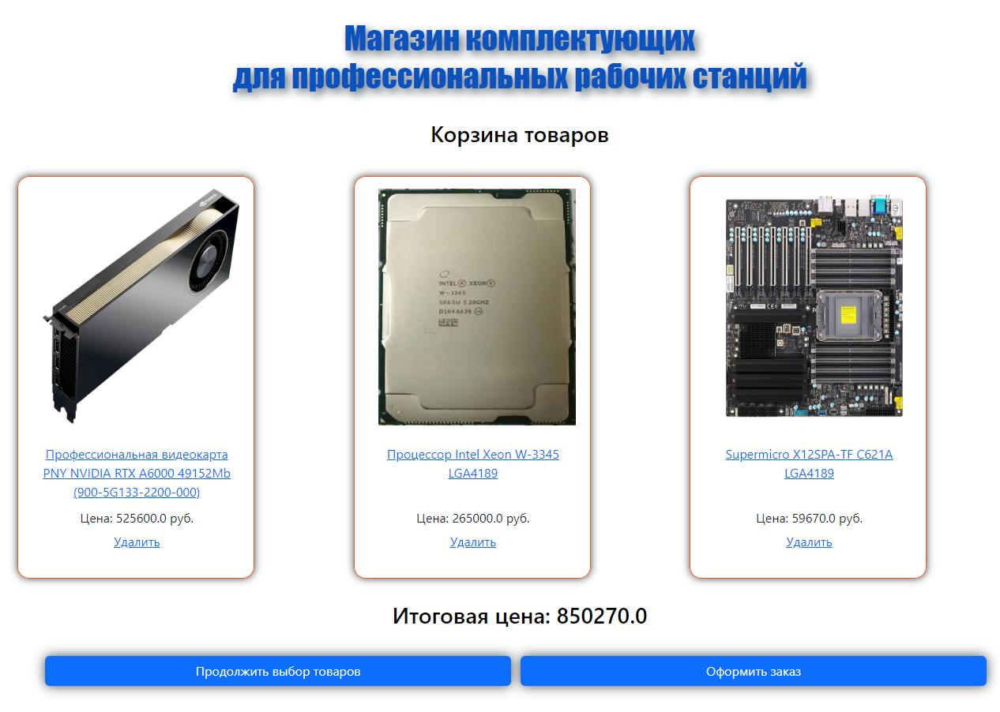 Магазин комплектующих
для профессиональных рабочих станций
Корзина товаров
NVIDIA
INTEL® XEON®
W-3345
3.20GHZ
Профессиональная видеокарта
PNY NVIDIA RTX A6000 49152Mb
(900-5G133-2200-000)
Цена: 525600.0 руб.
Удалить
Процессор Intel Xeon W-3345
LGA4189
Цена: 265000.0 руб.
Удалить
Supermicro X12SPA-TF C621A
LGA4189
Цена: 59670.0 руб.
Удалить
Итоговая цена: 850270.0
Продолжить выбор товаров
Оформить заказ